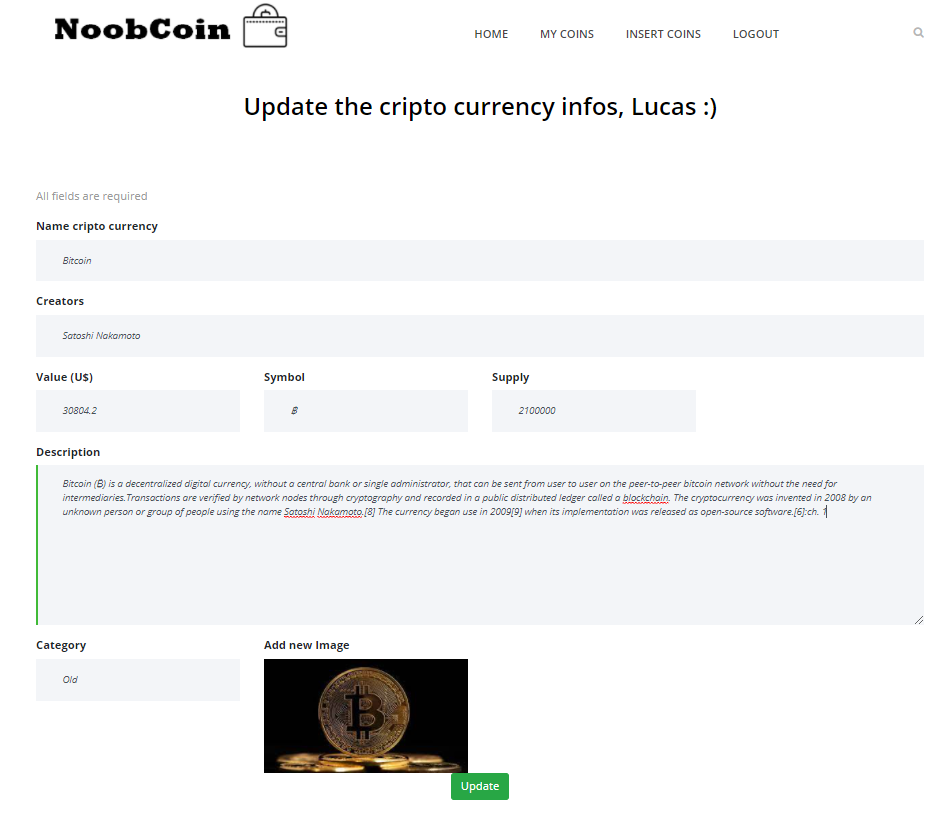 NoobCoin
HOME MY COINS INSERT COINS LOGOUT
Update the cripto currency infos, Lucas :)
All fields are required
Name cripto currency
Bitcoin
Creators
Satoshi Nakamoto
Value (U$) Symbol Supply
30804.2 ₿ 2100000
Description
Bitcoin (₿) is a decentralized digital currency, without a central bank or single administrator, that can be sent from user to user on the peer-to-peer bitcoin network without the need for
intermediaries.Transactions are verified by network nodes through cryptography and recorded in a public distributed ledger called a blockchain. The cryptocurrency was invented in 2008 by an
unknown person or group of people using the name Satoshi Nakamoto.[8] The currency began use in 2009[9] when its implementation was released as open-source software.[6]:ch. 1
Category Add new Image
Old
Update